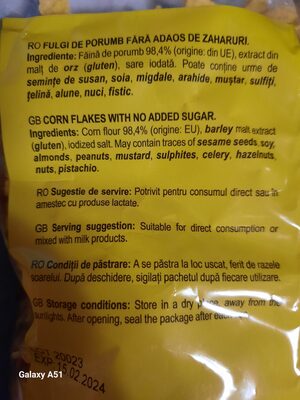 RO FULGI DE PORUMB FĂRĂ ADAOS DE ZAHARURI.
Ingrediente: Făină de porumb 98,4% (origine: din UE), extract din
malț de orz (gluten), sare iodată. Poate conține urme de
semințe de susan, soia, migdale, arahide, muștar, sulfiți,
țelină, alune, nuci, fistic.
GB CORN FLAKES WITH NO ADDED SUGAR.
Ingredients: Corn flour 98,4% (origine: EU), barley malt extract
(gluten), iodized salt. May contain traces of sesame seeds, soy,
almonds, peanuts, mustard, sulphites, celery, hazelnuts,
nuts, pistachio.
RO Sugestie de servire: Potrivit pentru consumul direct sau în
amestec cu produse lactate.
GB Serving suggestion: Suitable for direct consumption or
mixed with milk products.
RO Condiții de păstrare: A se păstra la loc uscat, ferit de razele
soarelui. După deschidere, sigilați pachetul după fiecare utilizare.
GB Storage conditions: Store in a dry place, away from the
sunlights. After opening, seal the package after each
20023
EXP 15.02.2024
Galaxy A51